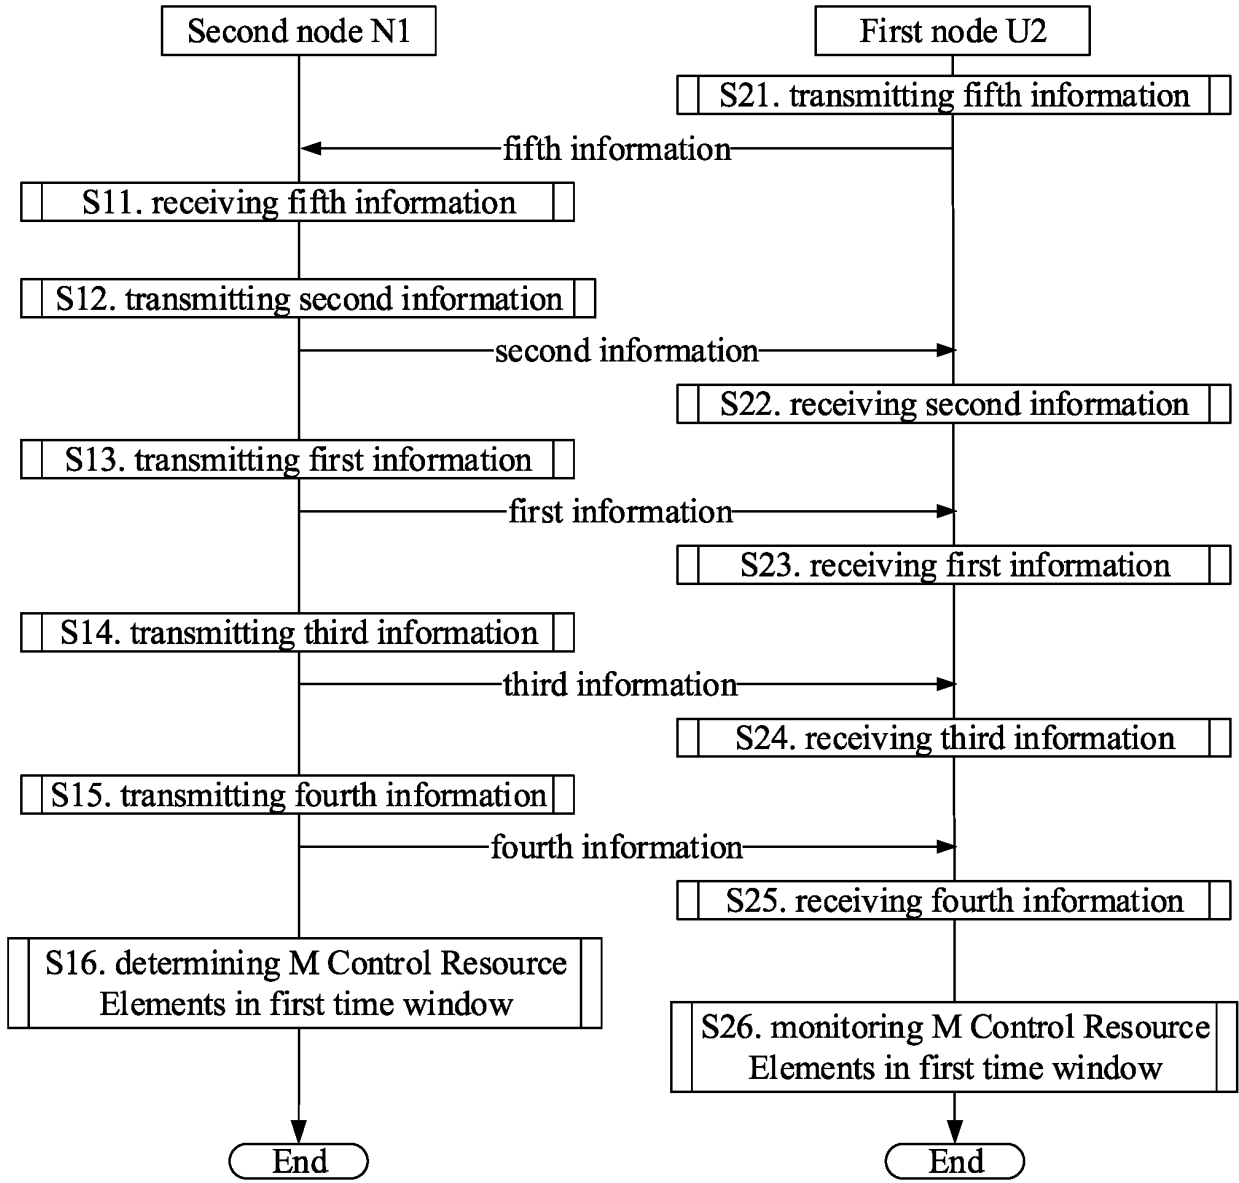 Second node N1
First node U2
S21. transmitting fifth information
fifth information
S11. receiving fifth information
S12. transmitting second information
second information
S22. receiving second information
S13. transmitting first information
first information
S23. receiving first information
S14. transmitting third information
third information
S24. receiving third information
S15. transmitting fourth information
fourth information
S25. receiving fourth information
S16. determining M Control Resource
Elements in first time window
S26. monitoring M Control Resource
Elements in first time window
End
End